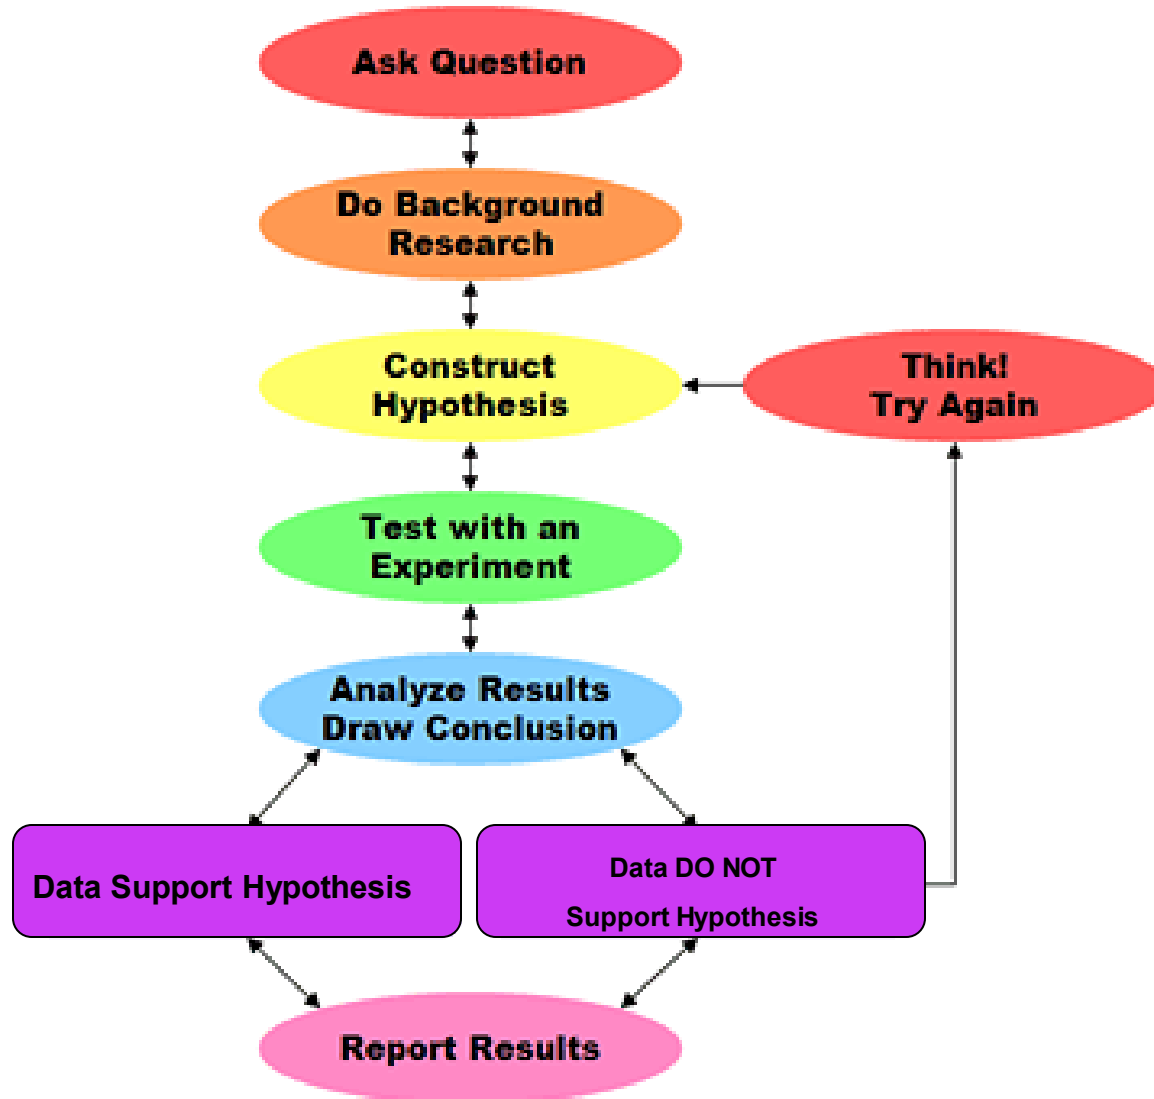 Ask Question
Do Background
Research
Construct
Hypothesis
Think!
Try Again
Test with an
Experiment
Analyze Results
Draw Conclusion
Data Support Hypothesis
Data DO NOT
Support Hypothesis
Report Results